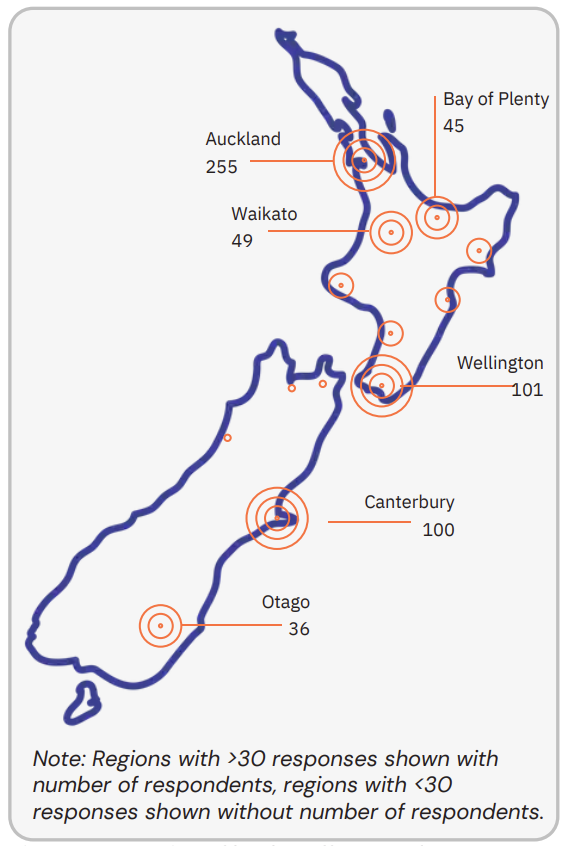 Bay of Plenty
45
Auckland
255
Waikato
49
Wellington
101
Canterbury
100
Otago
36
Note: Regions with >30 responses shown with
number of respondents, regions with <30
responses shown without number of respondents.